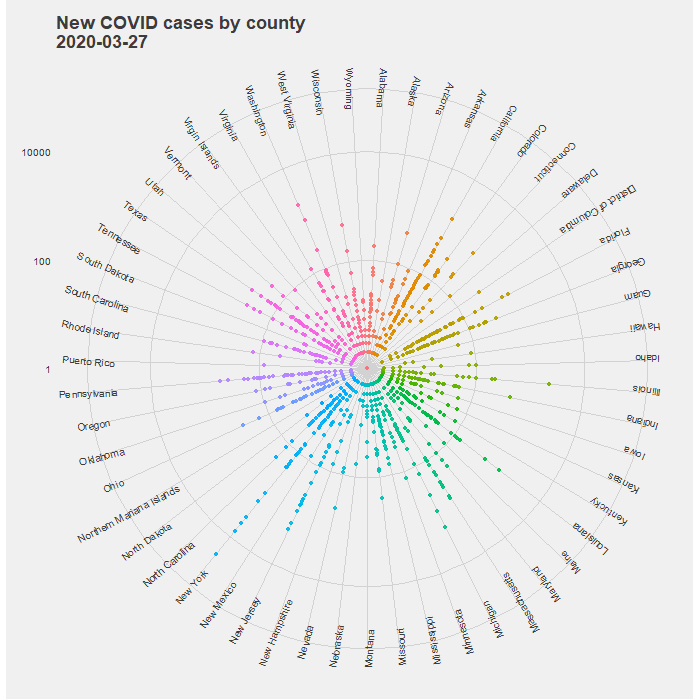 New COVID cases by county
2020-03-27
10000
100
1
Alabama
Alaska
Arizona
Arkansas
California
Colorado
Connecticut
Delaware
District of Columbia
Florida
Georgia
Guam
Hawaii
Idaho
Illinois
Indiana
Iowa
Kansas
Kentucky
Louisiana
Maine
Maryland
Massachusetts
Michigan
Minnesota
Mississippi
Missouri
Montana
Nebraska
Nevada
New Hampshire
New Jersey
New Mexico
New York
North Carolina
North Dakota
Northern Mariana Islands
Ohio
Oklahoma
Oregon
Pennsylvania
Puerto Rico
Rhode Island
South Carolina
South Dakota
Tennessee
Texas
Utah
Vermont
Virgin Islands
Virginia
Washington
West Virginia
Wisconsin
Wyoming